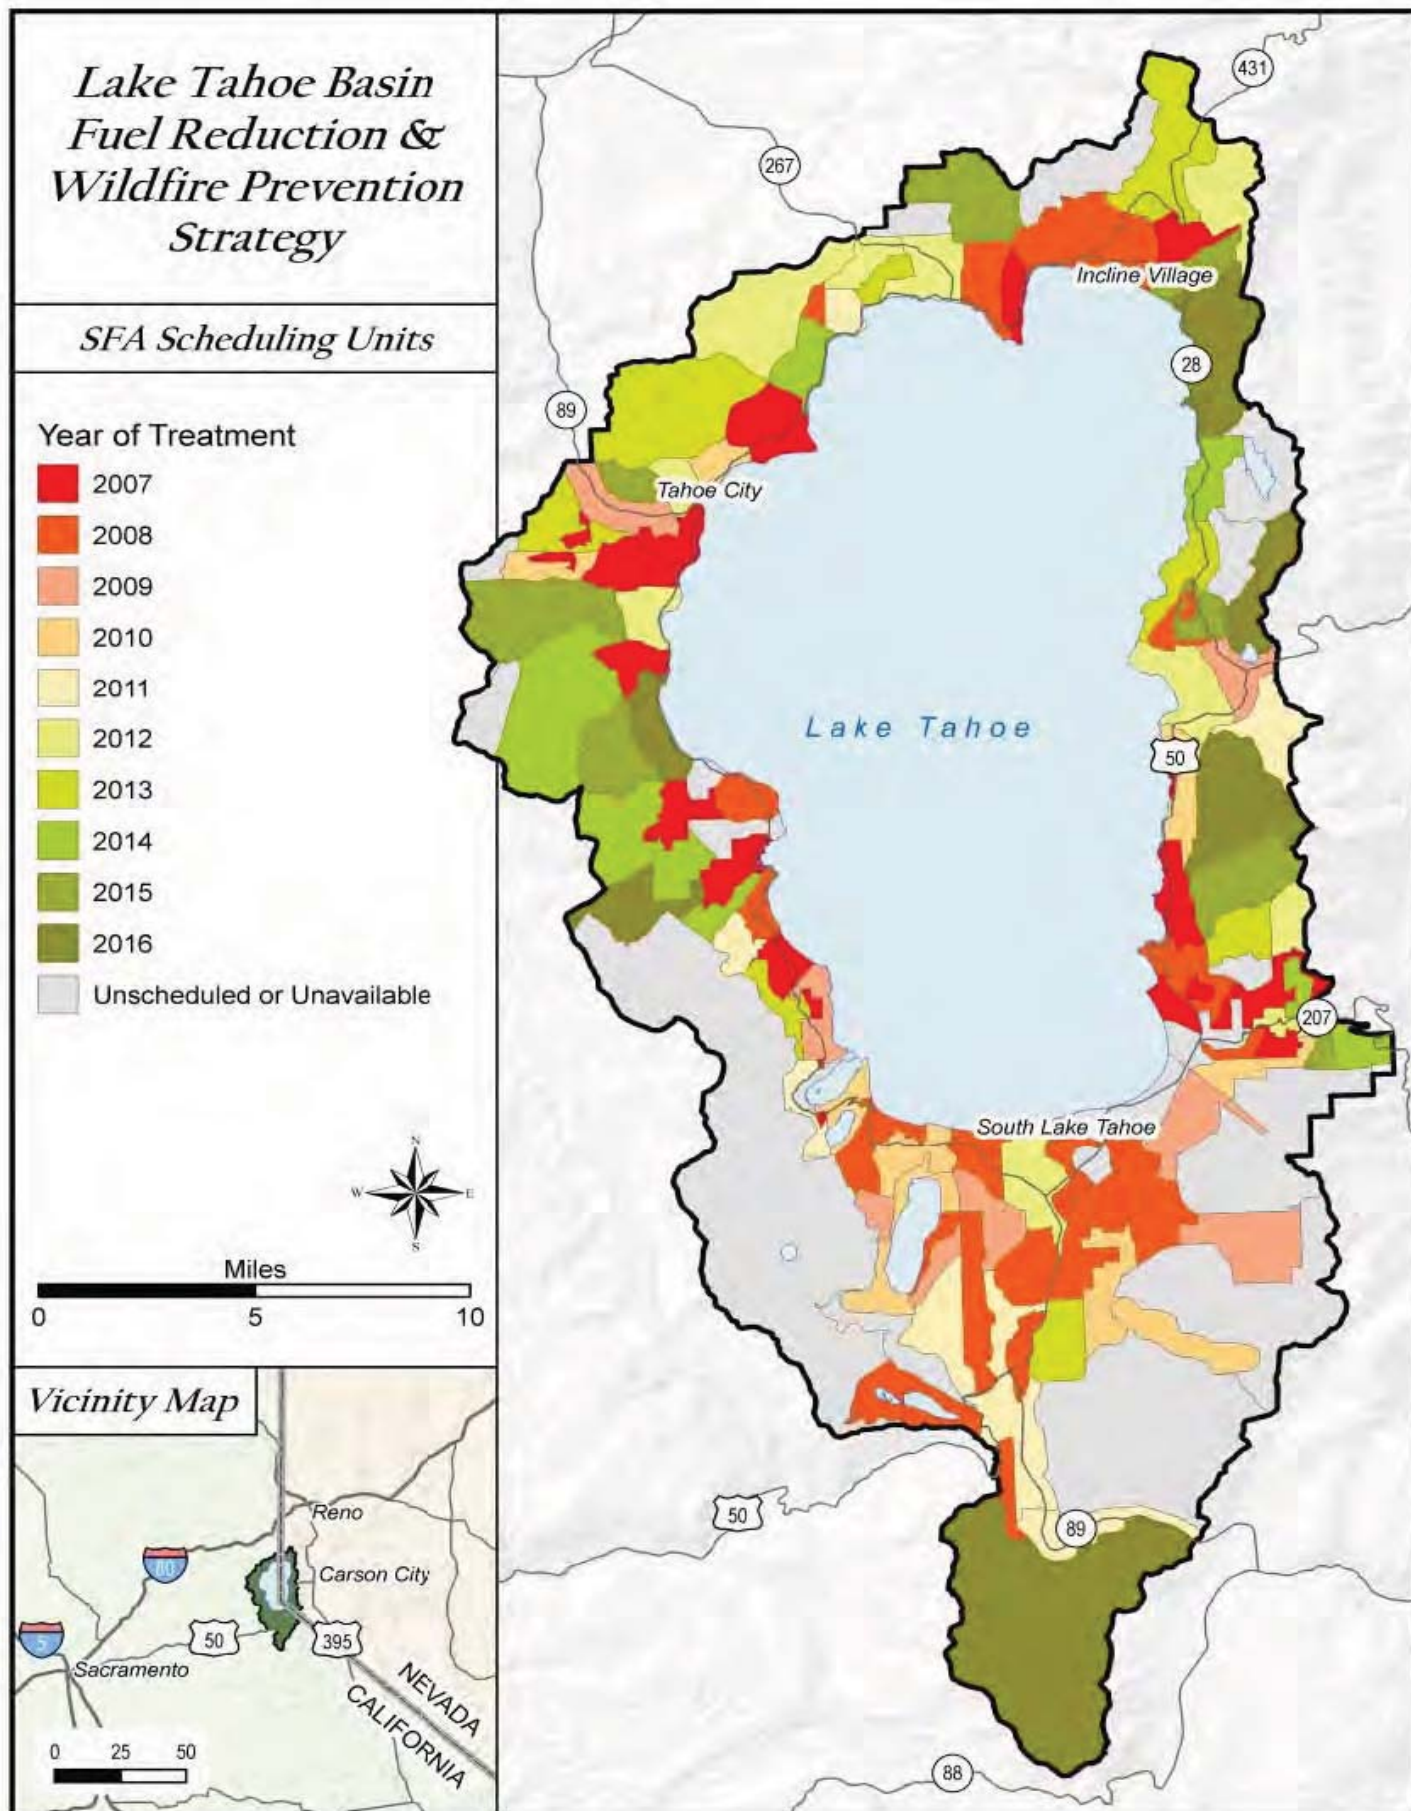 Lake Tahoe Basin
Fuel Reduction &
Wildfire Prevention
Strategy
SFA Scheduling Units
Year of Treatment
2007
2008
2009
2010
2011
2012
2013
2014
2015
2016
Unscheduled or Unavailable
N
W E
S
Miles
0 5 10
Vicinity Map
Reno
80
Carson City
5
50
395
Sacramento
NEVADA
CALIFORNIA
0 25 50
431
267
Incline Village
28
89
Tahoe City
Lake Tahoe
50
207
South Lake Tahoe
50
89
88